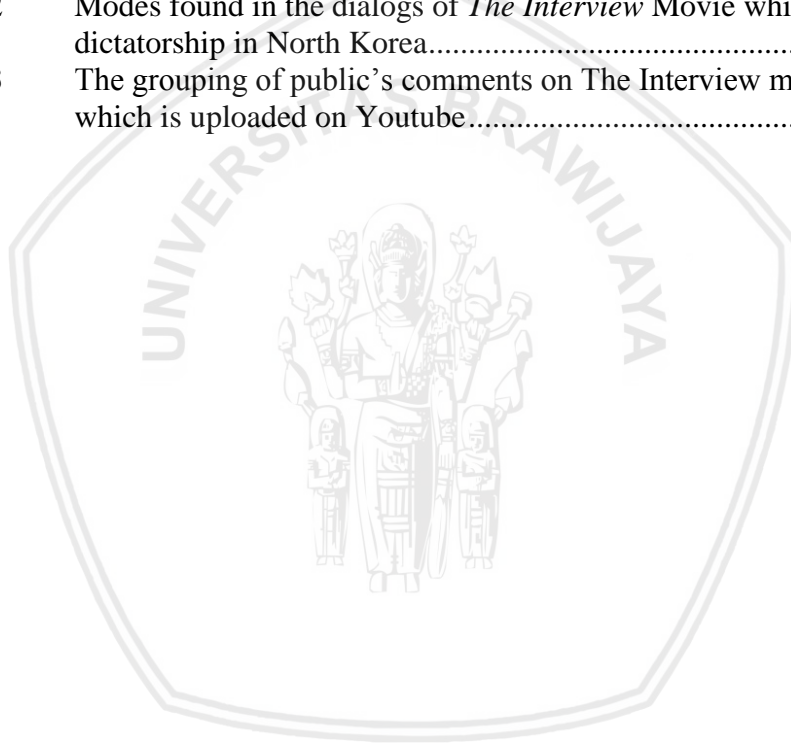 Modes found in the dialogs of The Interview Movie whi
dictatorship in North Korea............................................
The grouping of public's comments on The Interview m
which is uploaded on Youtube.....................................
UNIVERSITAS BRAWIJAYA